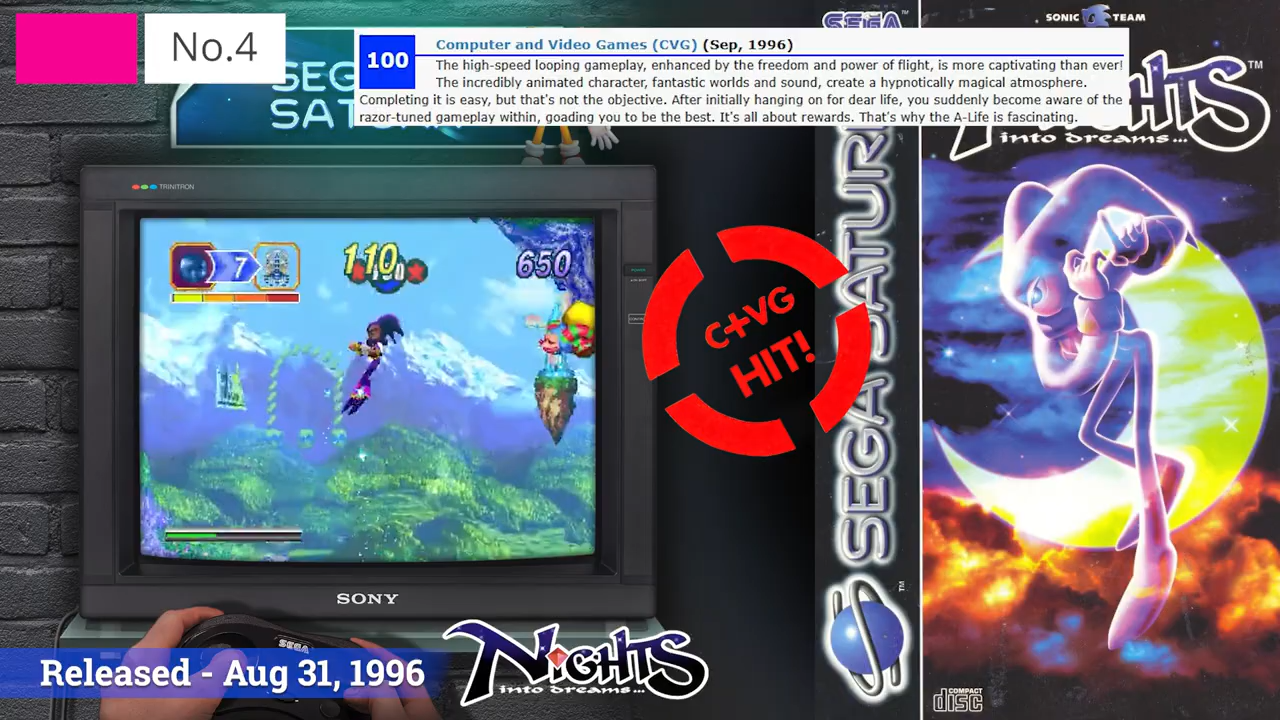 No.4
100
Computer and Video Games (CVG) (Sep, 1996)
The high-speed looping gameplay, enhanced by the freedom and power of flight, is more captivating than ever!
The incredibly animated character, fantastic worlds and sound, create a hypnotically magical atmosphere.
Completing it is easy, but that's not the objective. After initially hanging on for dear life, you suddenly become aware of the
razor-tuned gameplay within, goading you to be the best. It's all about rewards. That's why the A-Life is fascinating.
SEGA
SONIC TEAM
NiGHTS™
into dreams...
TRINITRON
7
110
650
C+VG
HIT!
SEGA SATURN
™
SONY
SEGA
Released - Aug 31, 1996
NiGHTS
into dreams...
COMPACT
disc